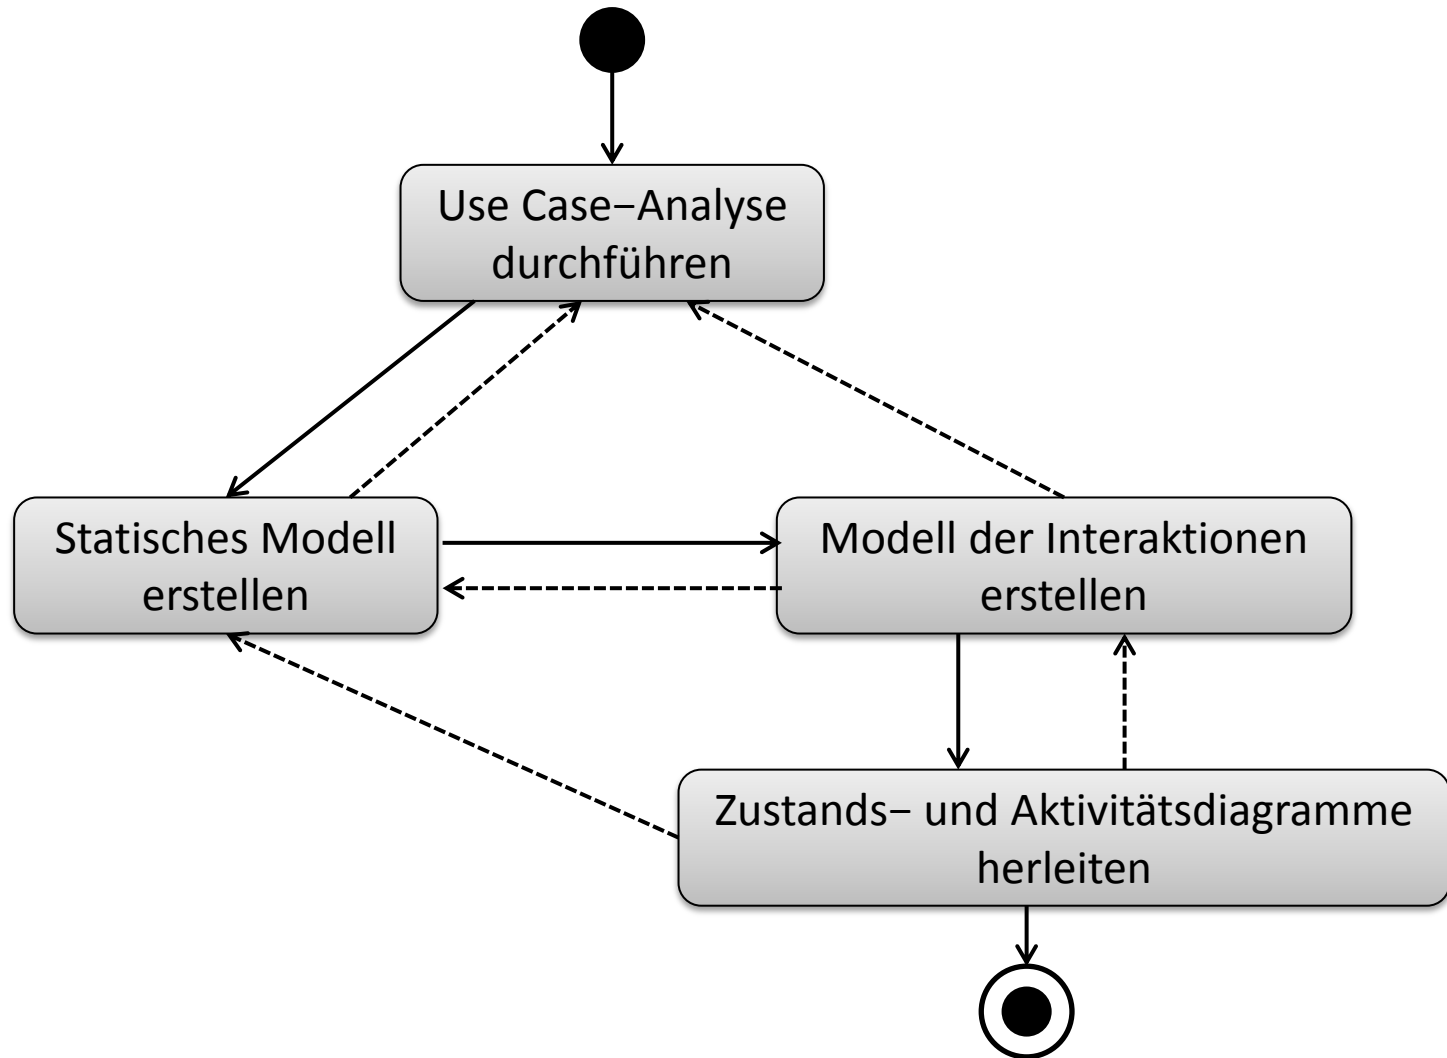 Use Case–Analyse
durchführen
Statisches Modell
erstellen
Modell der Interaktionen
erstellen
Zustands– und Aktivitätsdiagramme
herleiten